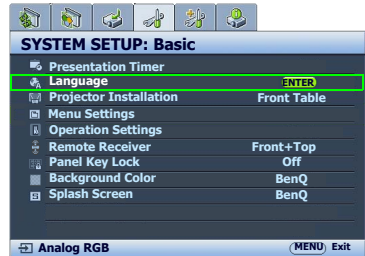 SYSTEM SETUP: Basic
Presentation Timer
Language ENTER
Projector Installation Front Table
Menu Settings
Operation Settings
Remote Receiver Front+Top
Panel Key Lock Off
Background Color BenQ
Splash Screen BenQ
Analog RGB MENU Exit